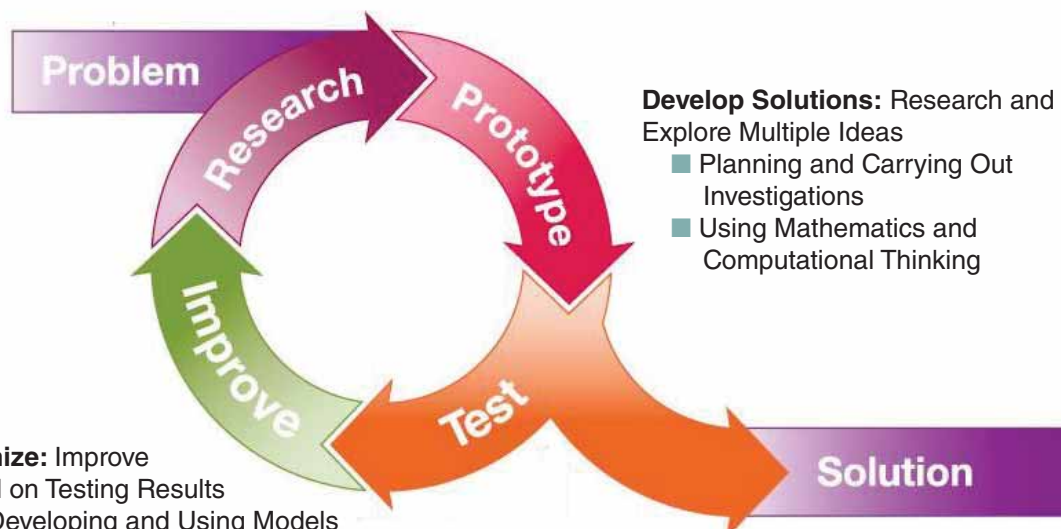 Problem
Research
Prototype
Develop Solutions: Research and
Explore Multiple Ideas
Planning and Carrying Out
Investigations
Using Mathematics and
Computational Thinking
Improve
Test
Solution
Improve
on Testing Results
Developing and Using Models